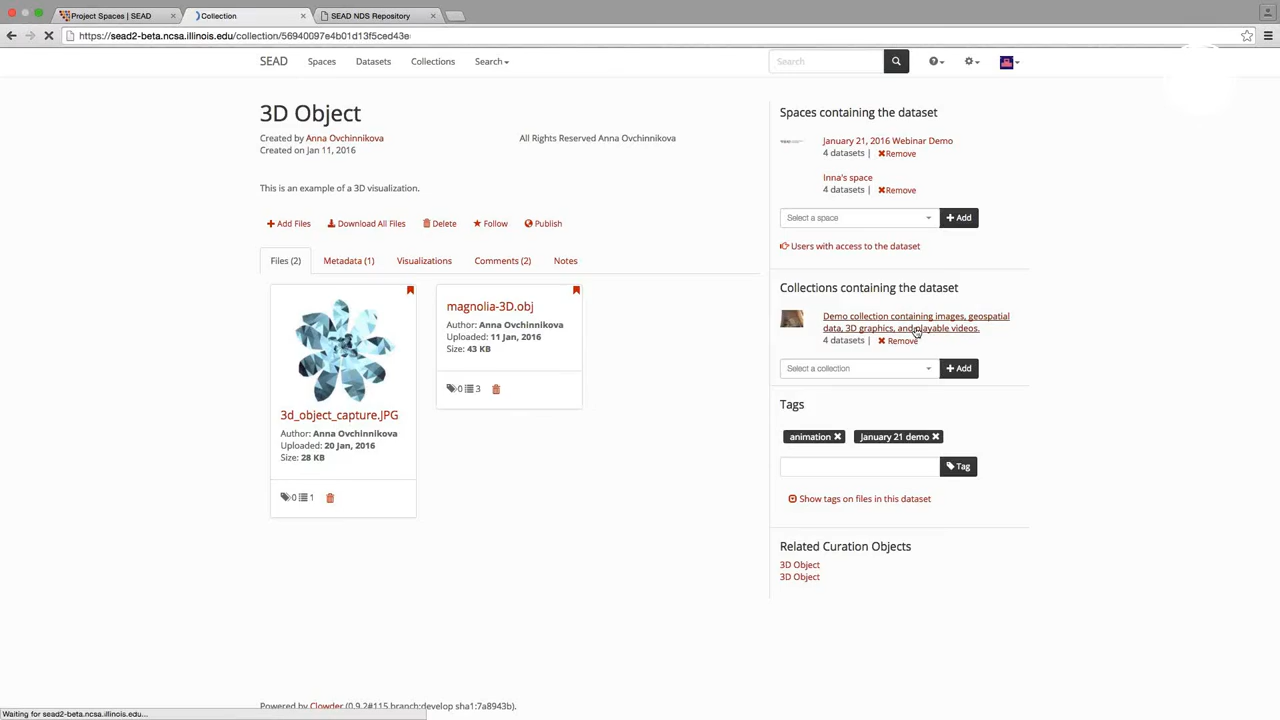 Project Spaces | SEAD
Collection
SEAD NDS Repository
https://sead2-beta.ncsa.illinois.edu/collection/56940097e4b01d13f5ced43e
SEAD
Spaces
Datasets
Collections
Search
Search
3D Object
Created by Anna Ovchinnikova
Created on Jan 11, 2016
All Rights Reserved Anna Ovchinnikova
This is an example of a 3D visualization.
Add Files
Download All Files
Delete
Follow
Publish
Files (2)
Metadata (1)
Visualizations
Comments (2)
Notes
3d_object_capture.JPG
Author: Anna Ovchinnikova
Uploaded: 20 Jan, 2016
Size: 28 KB
0 1
magnolia-3D.obj
Author: Anna Ovchinnikova
Uploaded: 11 Jan, 2016
Size: 43 KB
0 3
Spaces containing the dataset
January 21, 2016 Webinar Demo
4 datasets | Remove
Inna's space
4 datasets | Remove
Select a space
Add
Users with access to the dataset
Collections containing the dataset
Demo collection containing images, geospatial
data, 3D graphics, and playable videos.
4 datasets | Remove
Select a collection
Add
Tags
animation
January 21 demo
Tag
Show tags on files in this dataset
Related Curation Objects
3D Object
3D Object
Powered by Clowder (0.9.2#115 branch:develop sha1:7a8943b).
Waiting for sead2-beta.ncsa.illinois.edu...